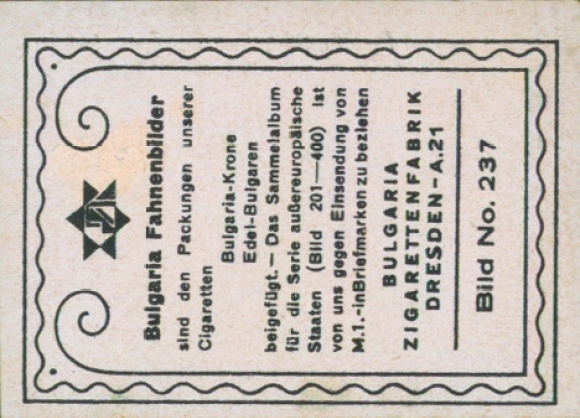 Bulgaria Fahnenbilder
sind den Packungen unserer
Cigaretten
Bulgaria-Krone
Edel-Bulgaren
beigefügt.— Das Sammelalbum
für die Serie außereuropäische
Staaten (Bild 201—400) ist
von uns gegen Einsendung von
M.1.-inBriefmarken zu beziehen
BULGARIA
ZIGARETTENFABRIK
DRESDEN-A.21
Bild No. 237